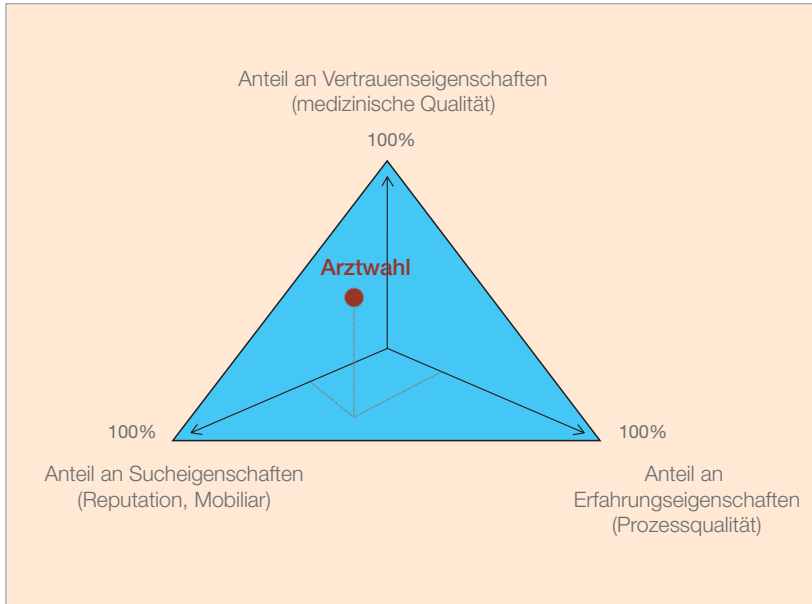 Anteil an Vertrauenseigenschaften
(medizinische Qualität)
100%
Arztwahl
100%
100%
Anteil an Sucheigenschaften
(Reputation, Mobiliar)
Anteil an
Erfahrungseigenschaften
(Prozessqualität)